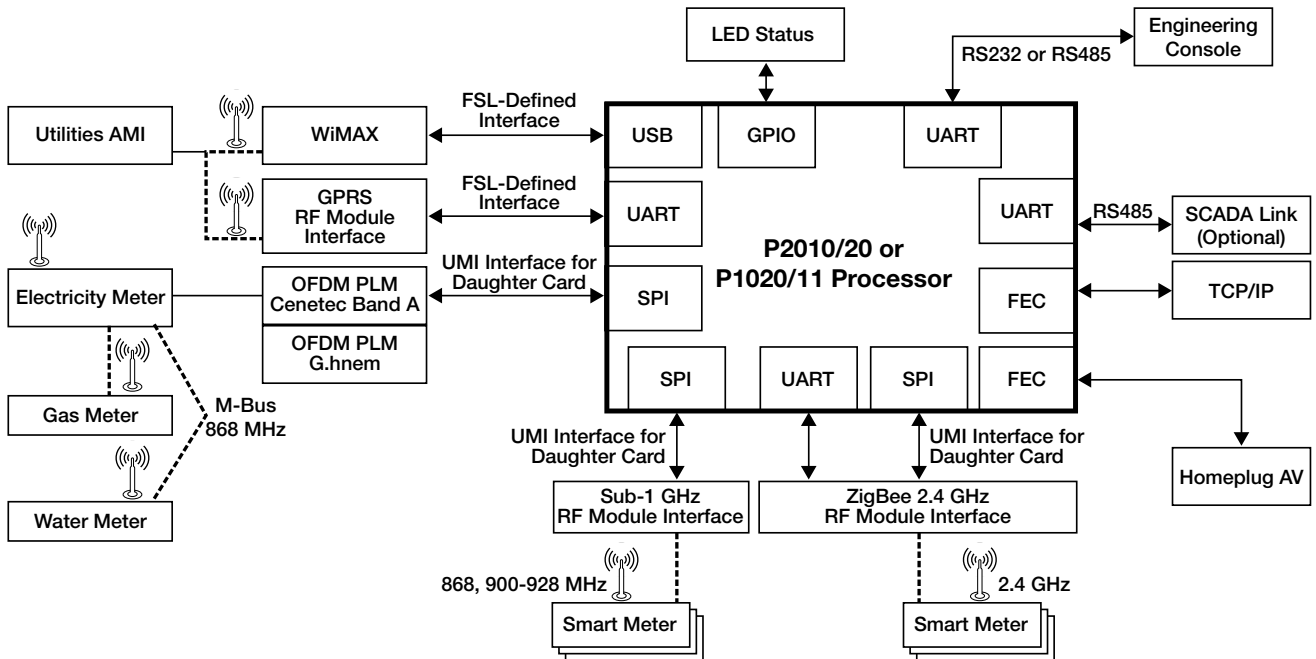 LED Status
Engineering
Console
RS232 or RS485
Utilities AMI
WiMAX
FSL-Defined
Interface
USB
GPIO
UART
GPRS
RF Module
Interface
FSL-Defined
Interface
UART
UART
RS485
SCADA Link
(Optional)
P2010/20 or
P1020/11 Processor
Electricity Meter
OFDM PLM
Cenetec Band A
UMI Interface for
Daughter Card
SPI
FEC
TCP/IP
OFDM PLM
G.hnem
SPI
UART
SPI
FEC
Gas Meter
M-Bus
868 MHz
UMI Interface for
Daughter Card
UMI Interface for
Daughter Card
Homeplug AV
Water Meter
Sub-1 GHz
RF Module Interface
ZigBee 2.4 GHz
RF Module Interface
868, 900-928 MHz
2.4 GHz
Smart Meter
Smart Meter